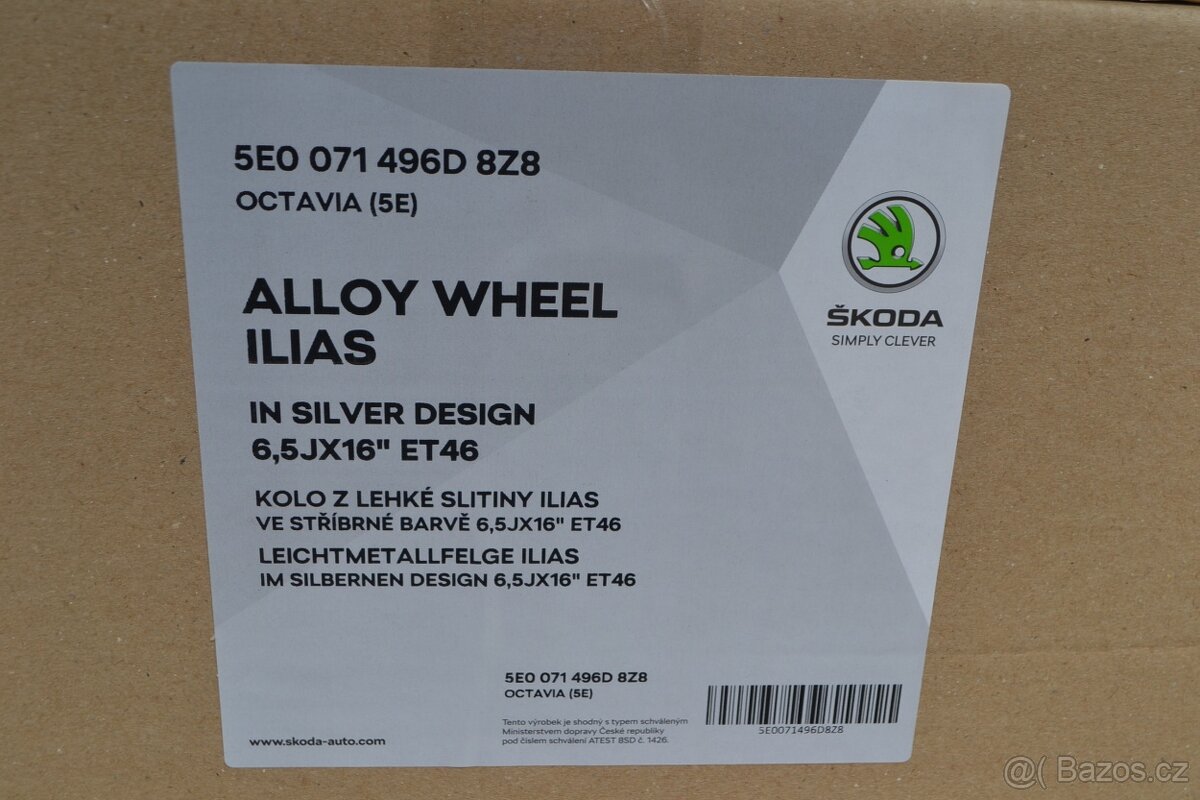 5E0 071 496D 8Z8
OCTAVIA (5E)
ALLOY WHEEL
ILIAS
IN SILVER DESIGN
6,5JX16" ET46
KOLO Z LEHKÉ SLITINY ILIAS
VE STŘÍBRNÉ BARVĚ 6,5JX16" ET46
LEICHTMETALLFELGE ILIAS
IM SILBERNEN DESIGN 6,5JX16" ET46
ŠKODA
SIMPLY CLEVER
5E0 071 496D 8Z8
OCTAVIA (5E)
Tento výrobek je shodný s typem schváleným
Ministerstvem dopravy České republiky
pod číslem schválení ATEST 8SD č. 1426.
5E0071496D8Z8
www.skoda-auto.com
@( Bazos.cz